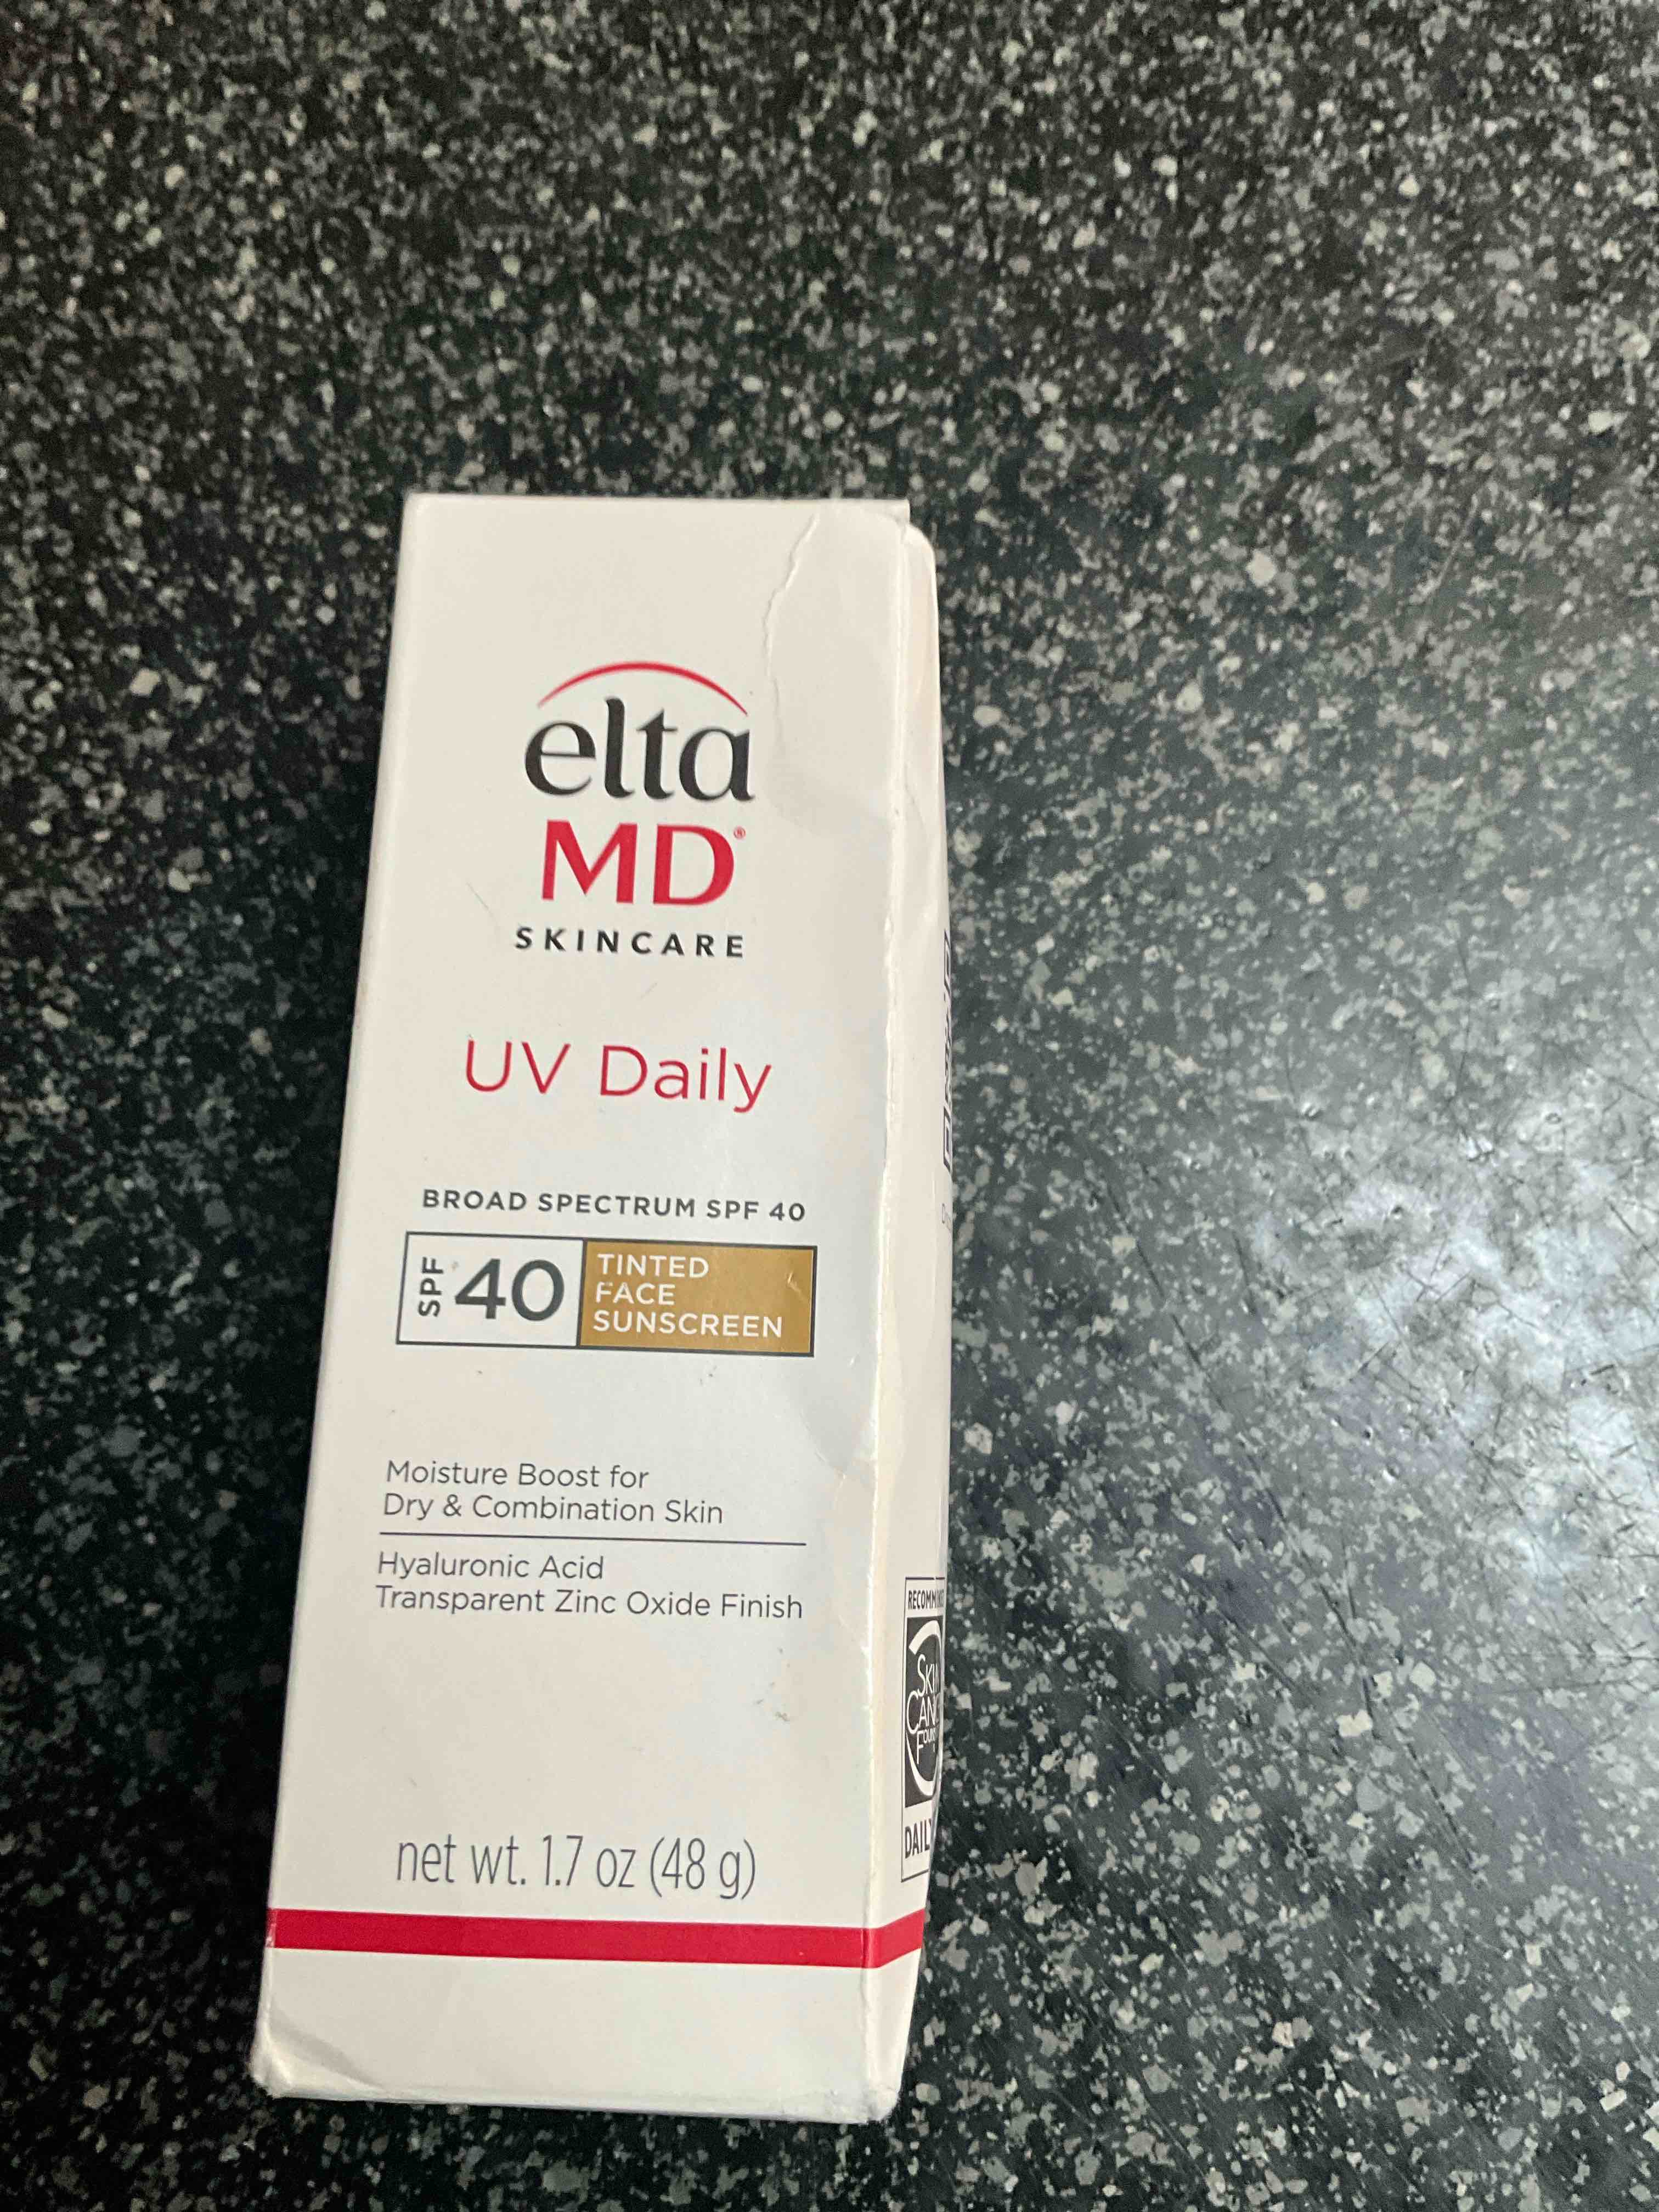 elta
MD®
SKINCARE
UV Daily
BROAD SPECTRUM SPF 40
SPF 40
TINTED
FACE
SUNSCREEN
Moisture Boost for
Dry & Combination Skin
Hyaluronic Acid
Transparent Zinc Oxide Finish
net wt. 1.7 oz (48 g)